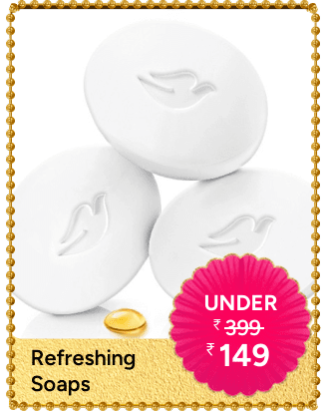 UNDER
₹ 399
₹ 149
Refreshing
Soaps